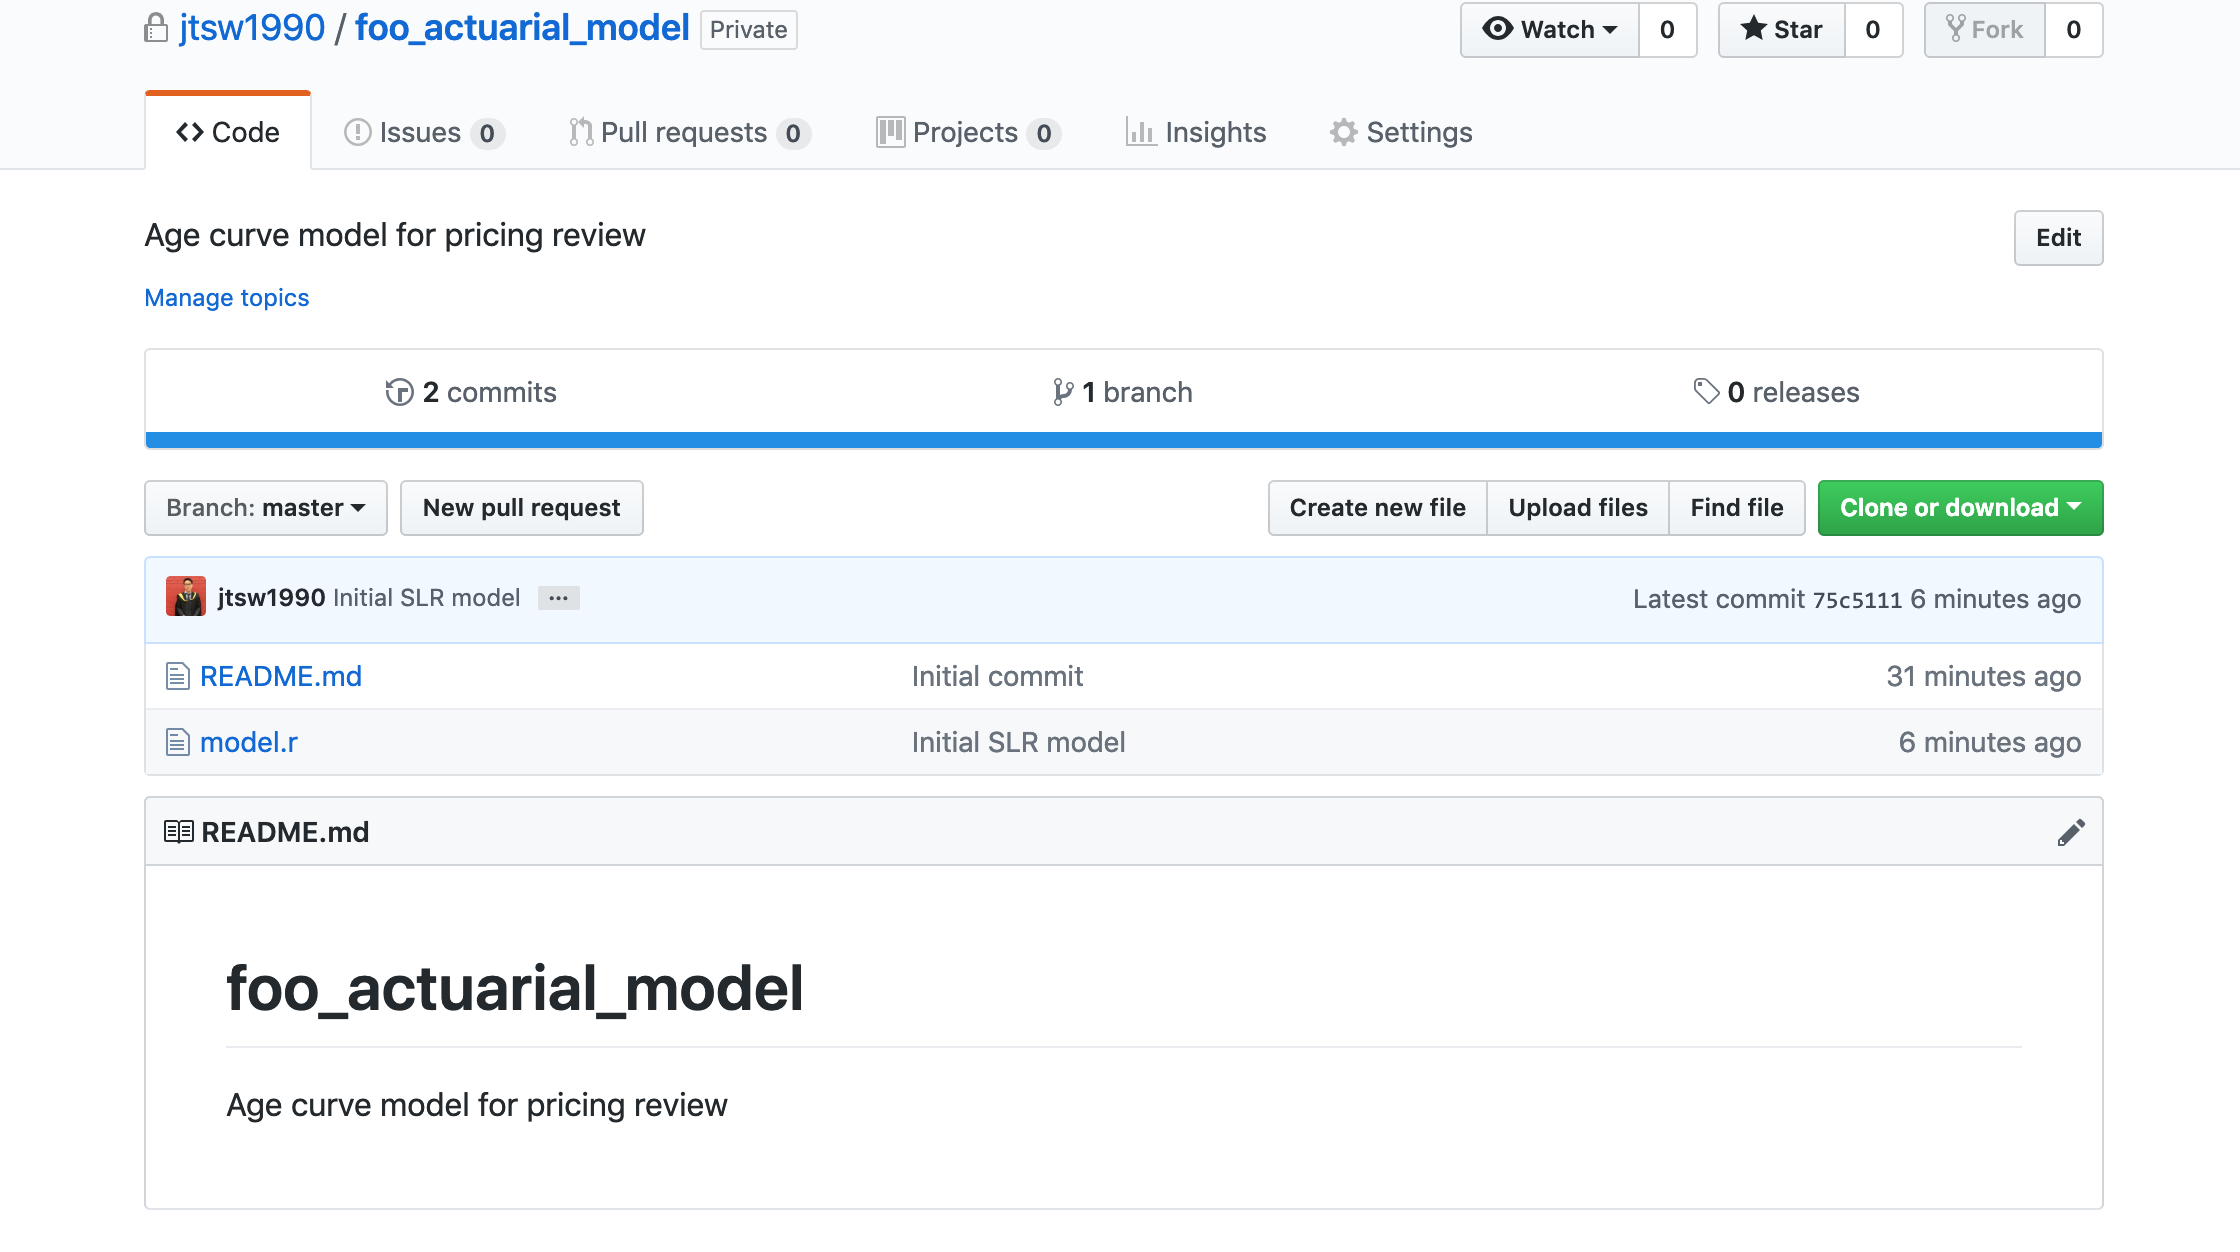 jtsw1990 / foo_actuarial_model Private Watch 0 Star 0 Fork 0
Code Issues 0 Pull requests 0 Projects 0 Insights Settings
Age curve model for pricing review Edit
Manage topics
2 commits 1 branch 0 releases
Branch: master New pull request Create new file Upload files Find file Clone or download
jtsw1990 Initial SLR model ... Latest commit 75c5111 6 minutes ago
README.md Initial commit 31 minutes ago
model.r Initial SLR model 6 minutes ago
README.md
foo_actuarial_model
Age curve model for pricing review